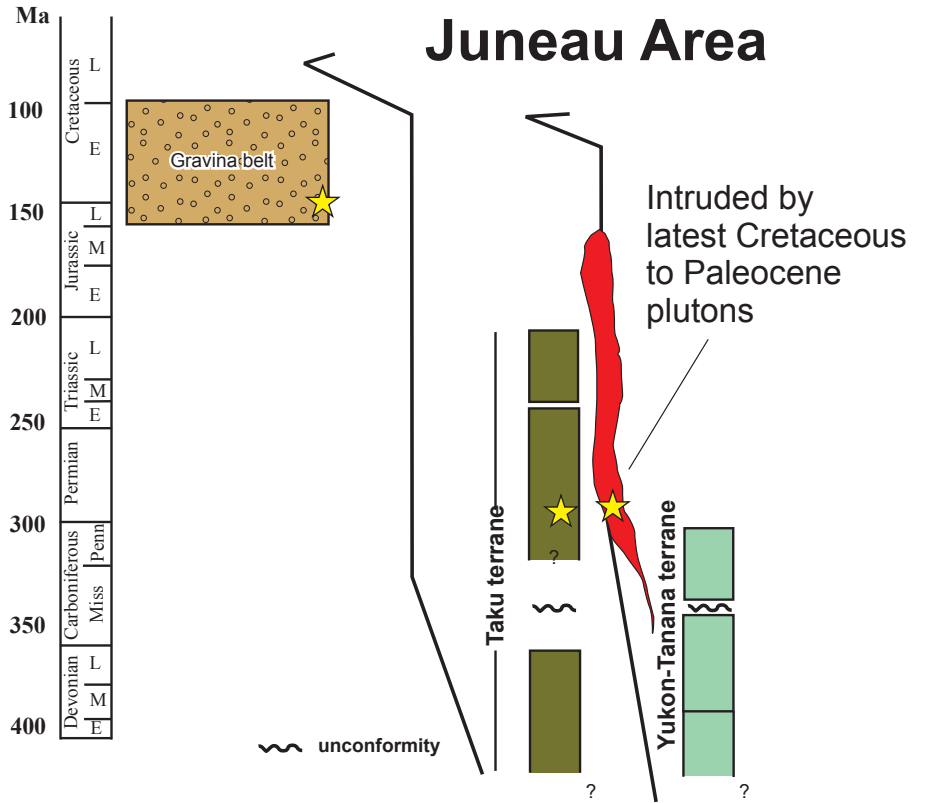 Juneau Area
Ma
100
150
200
250
300
350
400
Cretaceous
L
E
Jurassic
L
M
E
Triassic
L
M
E
Permian
Carboniferous
Penn
Miss
Devonian
L
M
E
Gravina belt
Intruded by
latest Cretaceous
to Paleocene
plutons
Taku terrane
?
Yukon-Tanana terrane
unconformity
?
?